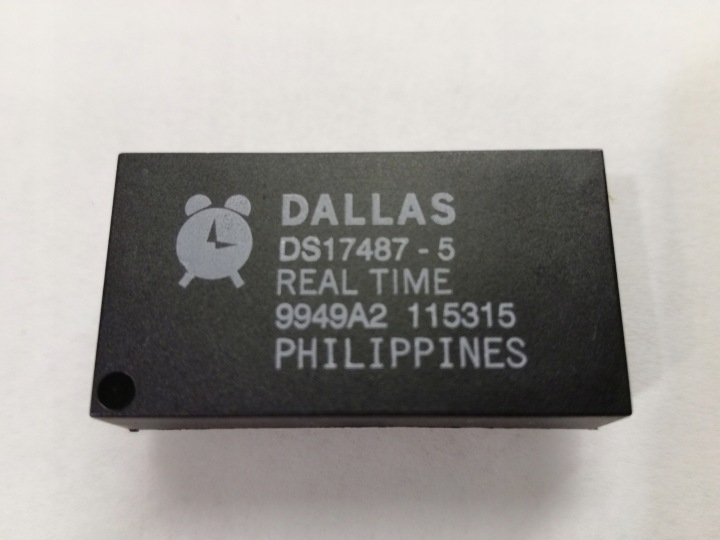 DALLAS
DS17487 - 5
REAL TIME
9949A2 115315
PHILIPPINES